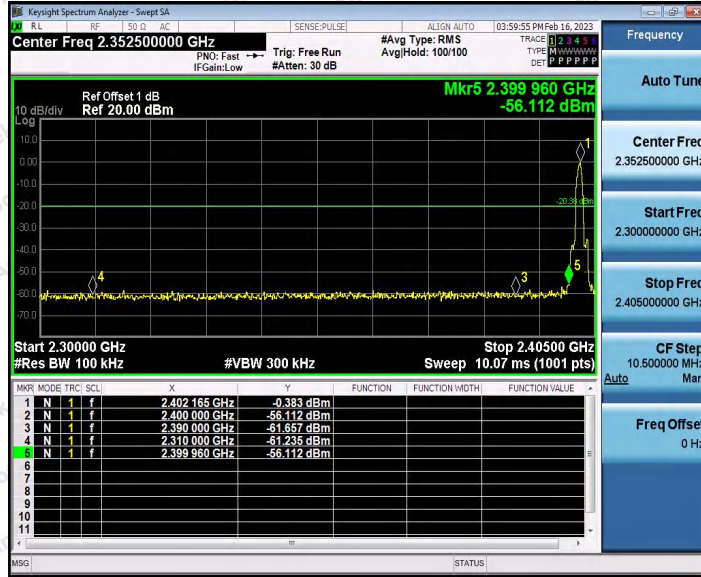 Keysight Spectrum Analyzer - Swept SA
RL RF 50 Ω AC SENSE:PULSE ALIGN AUTO 03:59:55 PM Feb 16, 2023
Center Freq 2.352500000 GHz
PNO: Fast
IFGain:Low
Trig: Free Run
#Atten: 30 dB
#Avg Type: RMS
Avg|Hold: 100/100
TRACE 1 2 3 4 5 6
TYPE MWWWWW
DET P P P P P P
Frequency
Auto Tune
Center Freq
2.352500000 GHz
Start Freq
2.300000000 GHz
Stop Freq
2.405000000 GHz
CF Step
10.500000 MHz
Auto Man
Freq Offset
0 Hz
Mkr5 2.399 960 GHz
-56.112 dBm
Ref Offset 1 dB
10 dB/div Ref 20.00 dBm
Log
10.0
0.00
-10.0
-20.0
-30.0
-40.0
-50.0
-60.0
-70.0
1
-20.38 dBm
5
4
3
Start 2.30000 GHz Stop 2.40500 GHz
#Res BW 100 kHz #VBW 300 kHz Sweep 10.07 ms (1001 pts)
MKR MODE TRC SCL X Y FUNCTION FUNCTION WIDTH FUNCTION VALUE
1 N 1 f 2.402 165 GHz -0.383 dBm
2 N 1 f 2.400 000 GHz -56.112 dBm
3 N 1 f 2.390 000 GHz -61.657 dBm
4 N 1 f 2.310 000 GHz -61.235 dBm
5 N 1 f 2.399 960 GHz -56.112 dBm
6
7
8
9
10
11
MSG STATUS